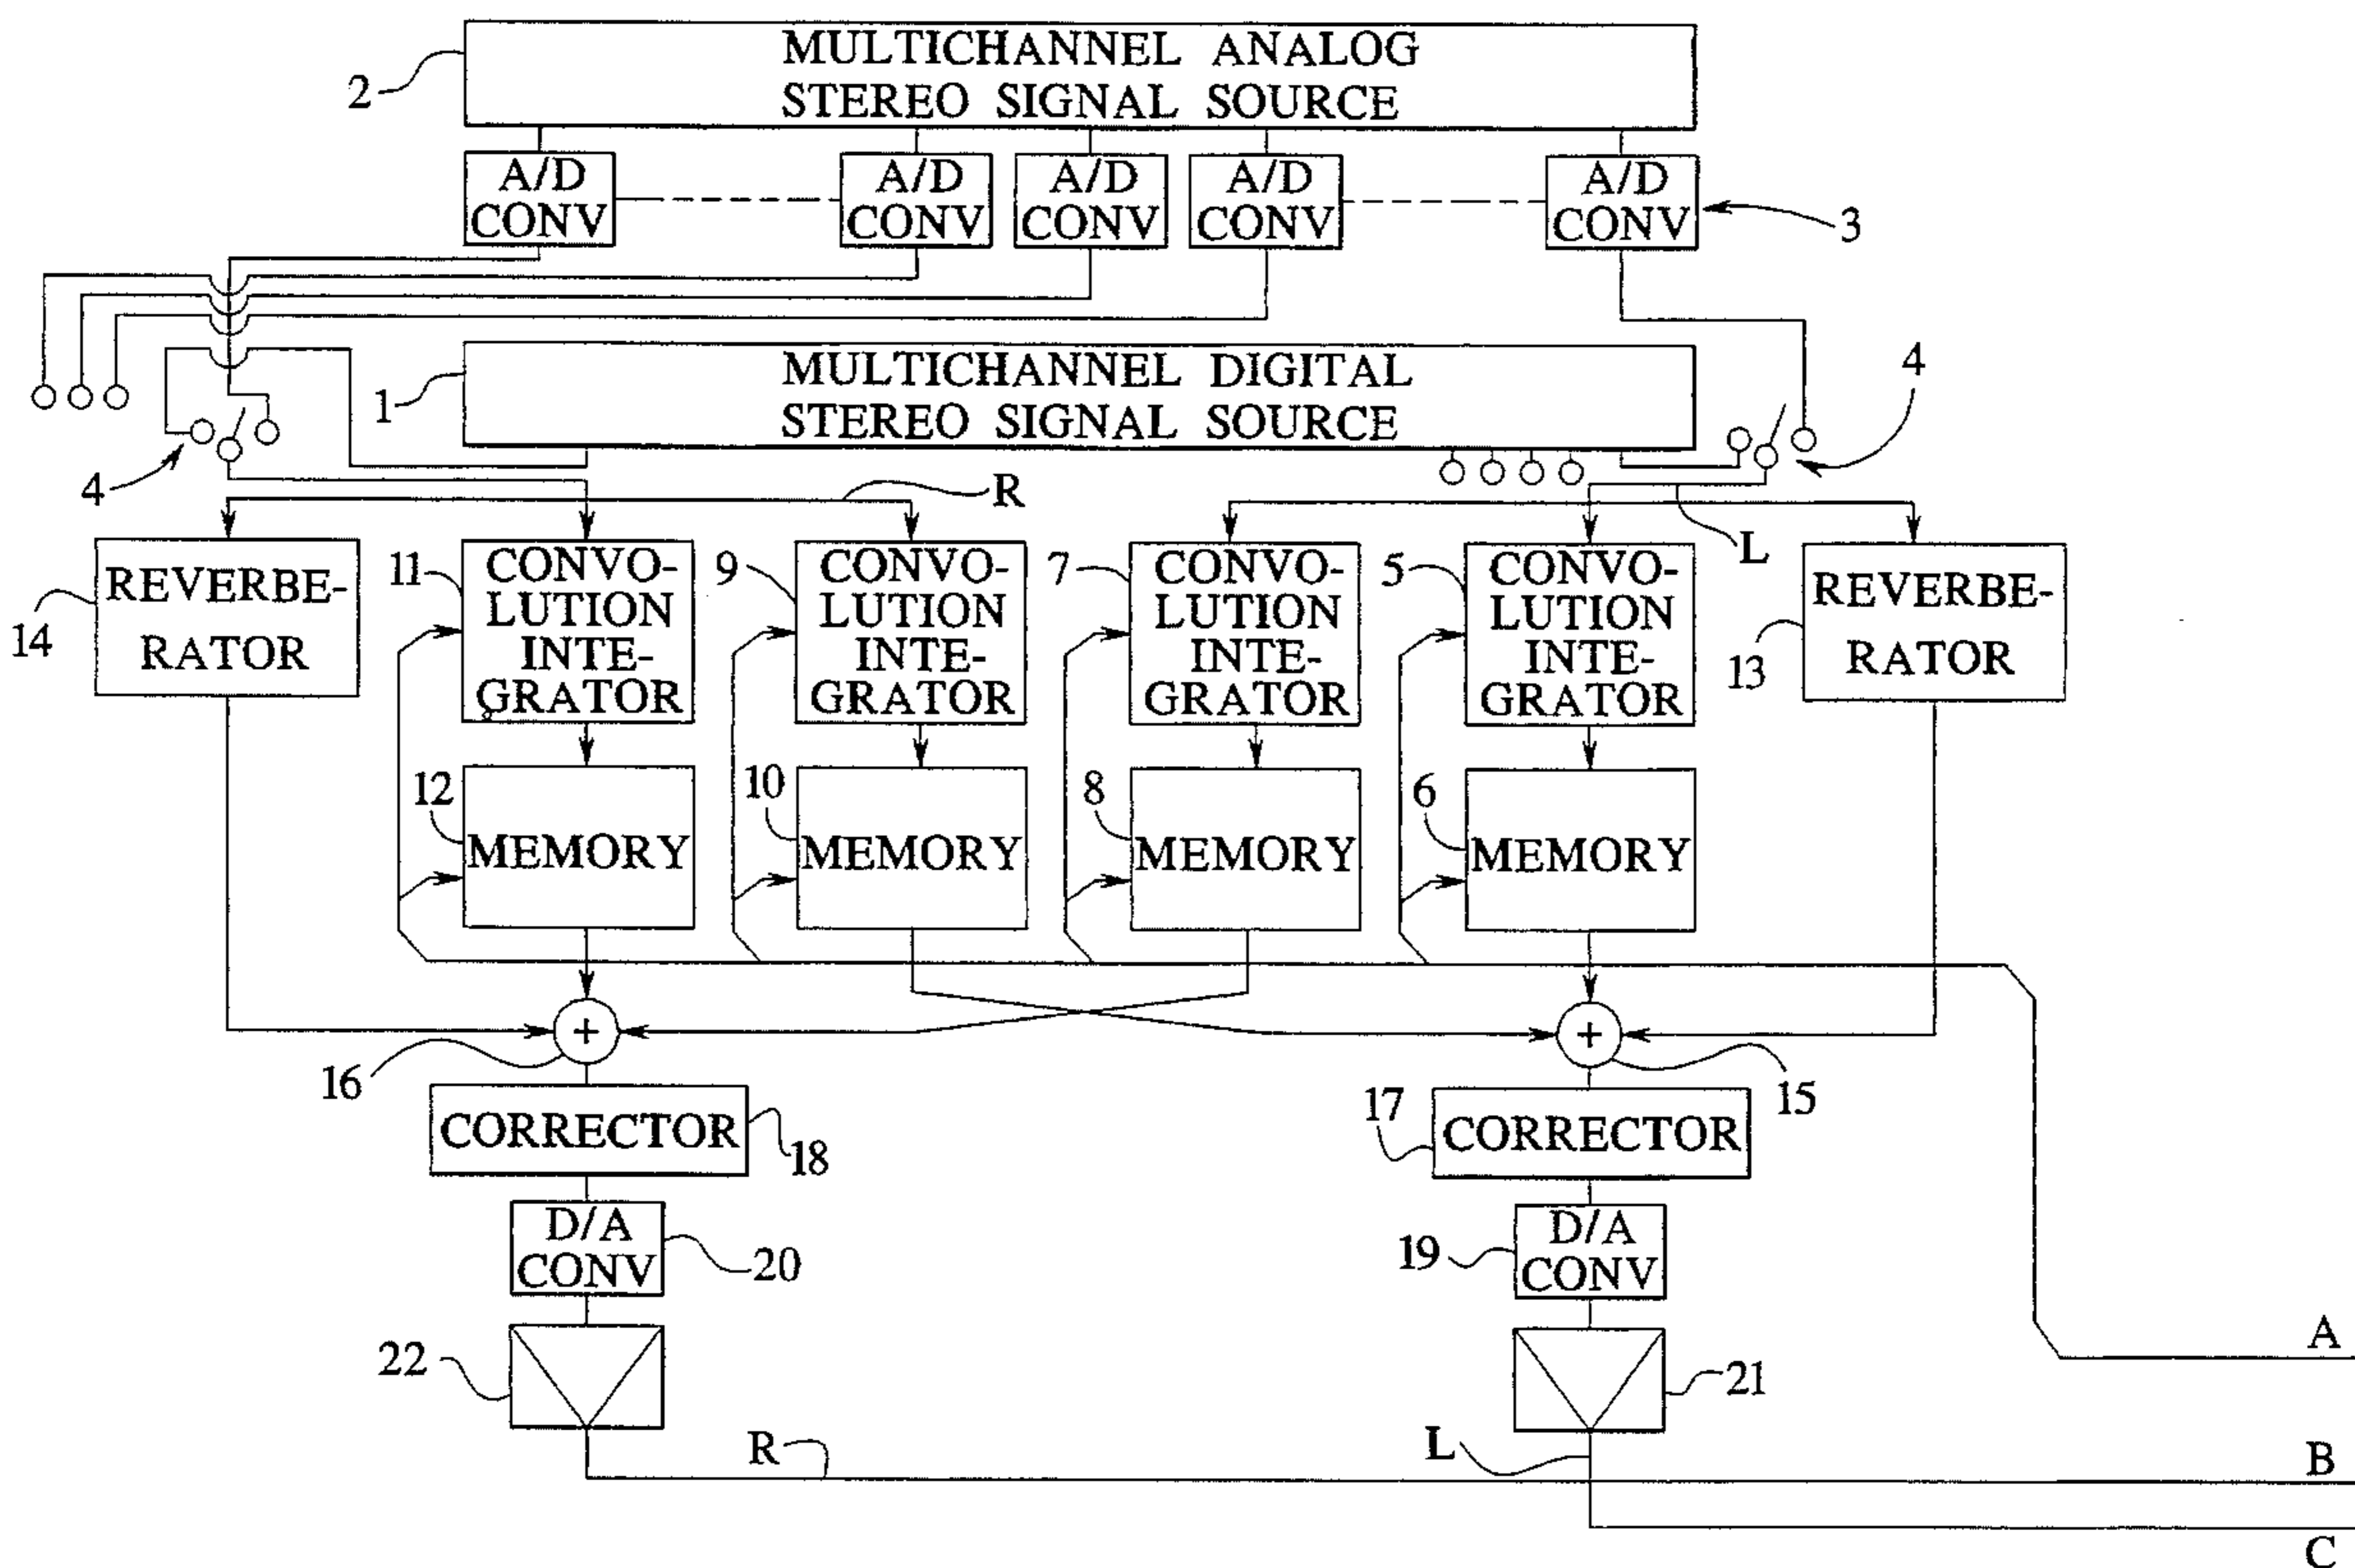 MULTICHANNEL ANALOG
STEREO SIGNAL SOURCE
2
A/D
CONV
A/D
CONV
A/D
CONV
A/D
CONV
A/D
CONV
3
MULTICHANNEL DIGITAL
STEREO SIGNAL SOURCE
1
4
4
R
L
REVERBE-
RATOR
14
11
CONVO-
LUTION
INTE-
GRATOR
9
CONVO-
LUTION
INTE-
GRATOR
7
CONVO-
LUTION
INTE-
GRATOR
5
CONVO-
LUTION
INTE-
GRATOR
REVERBE-
RATOR
13
12
MEMORY
10
MEMORY
8
MEMORY
6
MEMORY
+
16
+
15
CORRECTOR
18
17
CORRECTOR
D/A
CONV
20
19
D/A
CONV
22
21
A
R
L
B
C